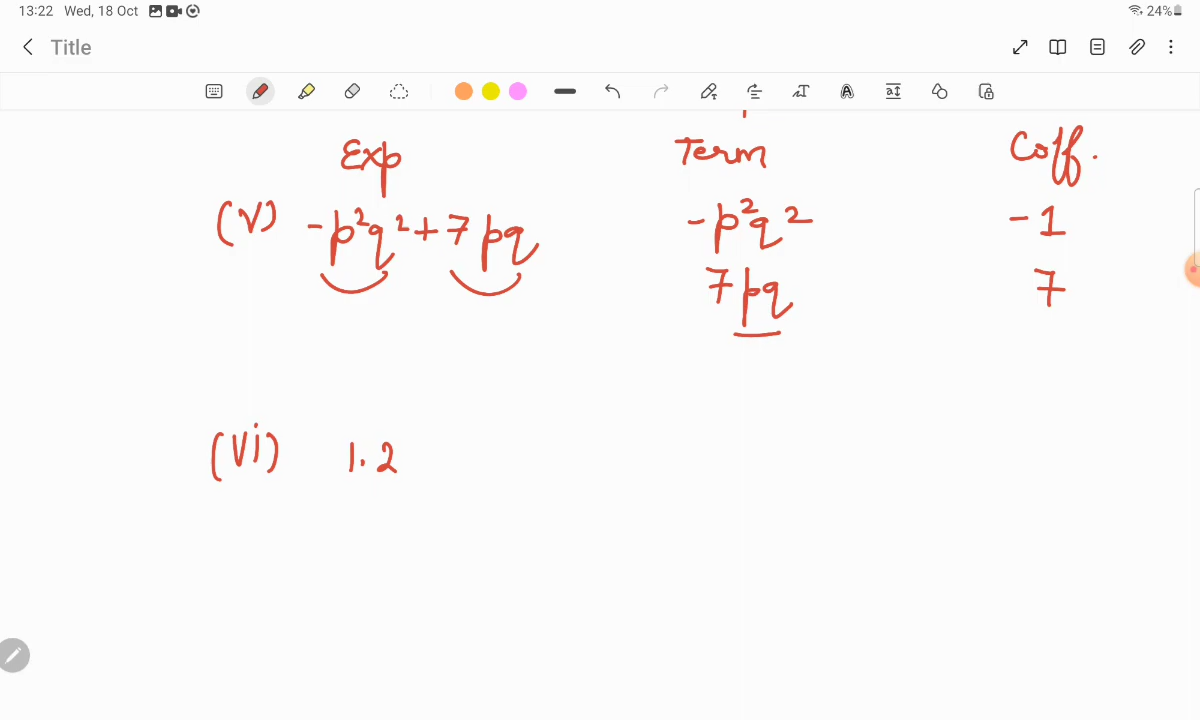 13:22 Wed, 18 Oct 24%
Title
Exp Term Coff.
(V) -p²q²+7pq -p²q² -1
7pq 7
(Vi) 1.2